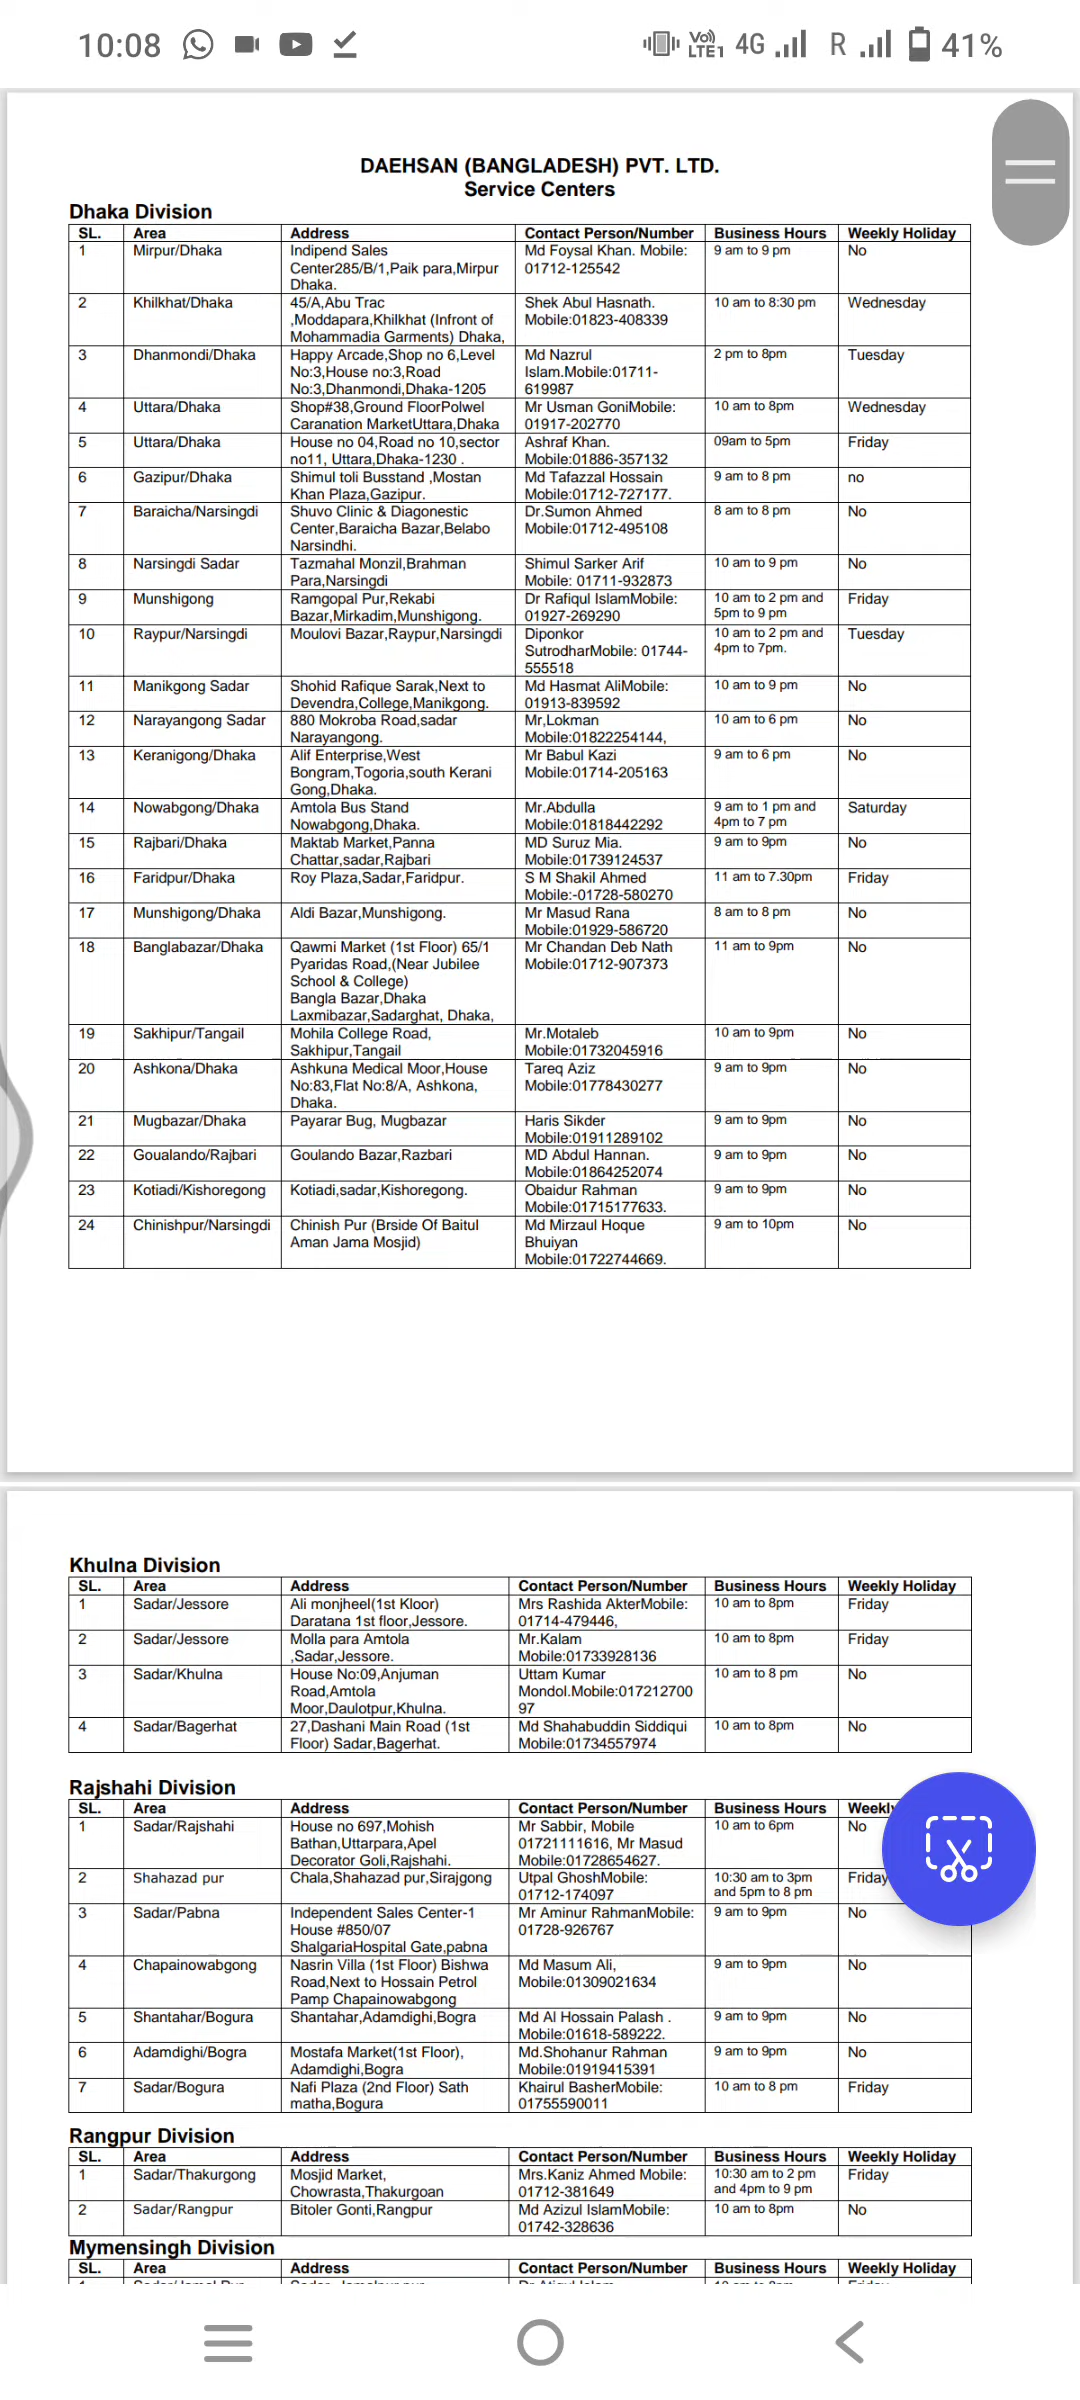 10:08 Vo) LTE1 4G R 41%
DAEHSAN (BANGLADESH) PVT. LTD.
Service Centers
Dhaka Division
SL. Area Address Contact Person/Number Business Hours Weekly Holiday
1 Mirpur/Dhaka Indipend Sales Md Foysal Khan. Mobile: 9 am to 9 pm No
Center285/B/1,Paik para,Mirpur 01712-125542
Dhaka.
2 Khilkhat/Dhaka 45/A,Abu Trac Shek Abul Hasnath. 10 am to 8:30 pm Wednesday
,Moddapara,Khilkhat (Infront of Mobile:01823-408339
Mohammadia Garments) Dhaka,
3 Dhanmondi/Dhaka Happy Arcade,Shop no 6,Level Md Nazrul 2 pm to 8pm Tuesday
No:3,House no:3,Road Islam.Mobile:01711-
No:3,Dhanmondi,Dhaka-1205 619987
4 Uttara/Dhaka Shop#38,Ground FloorPolwel Mr Usman GoniMobile: 10 am to 8pm Wednesday
Caranation MarketUttara,Dhaka 01917-202770
5 Uttara/Dhaka House no 04,Road no 10,sector Ashraf Khan. 09am to 5pm Friday
no11, Uttara,Dhaka-1230 . Mobile:01886-357132
6 Gazipur/Dhaka Shimul toli Busstand ,Mostan Md Tafazzal Hossain 9 am to 8 pm no
Khan Plaza,Gazipur. Mobile:01712-727177.
7 Baraicha/Narsingdi Shuvo Clinic & Diagonestic Dr.Sumon Ahmed 8 am to 8 pm No
Center,Baraicha Bazar,Belabo Mobile:01712-495108
Narsindhi.
8 Narsingdi Sadar Tazmahal Monzil,Brahman Shimul Sarker Arif 10 am to 9 pm No
Para,Narsingdi Mobile: 01711-932873
9 Munshigong Ramgopal Pur,Rekabi Dr Rafiqul IslamMobile: 10 am to 2 pm and Friday
Bazar,Mirkadim,Munshigong. 01927-269290 5pm to 9 pm
10 Raypur/Narsingdi Moulovi Bazar,Raypur,Narsingdi Diponkor 10 am to 2 pm and Tuesday
SutrodharMobile: 01744- 4pm to 7pm.
555518
11 Manikgong Sadar Shohid Rafique Sarak,Next to Md Hasmat AliMobile: 10 am to 9 pm No
Devendra,College,Manikgong. 01913-839592
12 Narayangong Sadar 880 Mokroba Road,sadar Mr,Lokman 10 am to 6 pm No
Narayangong. Mobile:01822254144,
13 Keranigong/Dhaka Alif Enterprise,West Mr Babul Kazi 9 am to 6 pm No
Bongram,Togoria,south Kerani Mobile:01714-205163
Gong,Dhaka.
14 Nowabgong/Dhaka Amtola Bus Stand Mr.Abdulla 9 am to 1 pm and Saturday
Nowabgong,Dhaka. Mobile:01818442292 4pm to 7 pm
15 Rajbari/Dhaka Maktab Market,Panna MD Suruz Mia. 9 am to 9pm No
Chattar,sadar,Rajbari Mobile:01739124537
16 Faridpur/Dhaka Roy Plaza,Sadar,Faridpur. S M Shakil Ahmed 11 am to 7.30pm Friday
Mobile:-01728-580270
17 Munshigong/Dhaka Aldi Bazar,Munshigong. Mr Masud Rana 8 am to 8 pm No
Mobile:01929-586720
18 Banglabazar/Dhaka Qawmi Market (1st Floor) 65/1 Mr Chandan Deb Nath 11 am to 9pm No
Pyaridas Road,(Near Jubilee Mobile:01712-907373
School & College)
Bangla Bazar,Dhaka
Laxmibazar,Sadarghat, Dhaka,
19 Sakhipur/Tangail Mohila College Road, Mr.Motaleb 10 am to 9pm No
Sakhipur,Tangail Mobile:01732045916
20 Ashkona/Dhaka Ashkuna Medical Moor,House Tareq Aziz 9 am to 9pm No
No:83,Flat No:8/A, Ashkona, Mobile:01778430277
Dhaka.
21 Mugbazar/Dhaka Payarar Bug, Mugbazar Haris Sikder 9 am to 9pm No
Mobile:01911289102
22 Goualando/Rajbari Goulando Bazar,Razbari MD Abdul Hannan. 9 am to 9pm No
Mobile:01864252074
23 Kotiadi/Kishoregong Kotiadi,sadar,Kishoregong. Obaidur Rahman 9 am to 9pm No
Mobile:01715177633.
24 Chinishpur/Narsingdi Chinish Pur (Brside Of Baitul Md Mirzaul Hoque 9 am to 10pm No
Aman Jama Mosjid) Bhuiyan
Mobile:01722744669.
Khulna Division
SL. Area Address Contact Person/Number Business Hours Weekly Holiday
1 Sadar/Jessore Ali monjheel(1st Kloor) Mrs Rashida AkterMobile: 10 am to 8pm Friday
Daratana 1st floor,Jessore. 01714-479446,
2 Sadar/Jessore Molla para Amtola Mr.Kalam 10 am to 8pm Friday
,Sadar,Jessore. Mobile:01733928136
3 Sadar/Khulna House No:09,Anjuman Uttam Kumar 10 am to 8 pm No
Road,Amtola Mondol.Mobile:017212700
Moor,Daulotpur,Khulna. 97
4 Sadar/Bagerhat 27,Dashani Main Road (1st Md Shahabuddin Siddiqui 10 am to 8pm No
Floor) Sadar,Bagerhat. Mobile:01734557974
Rajshahi Division
SL. Area Address Contact Person/Number Business Hours Weekly
1 Sadar/Rajshahi House no 697,Mohish Mr Sabbir, Mobile 10 am to 6pm No
Bathan,Uttarpara,Apel 01721111616, Mr Masud
Decorator Goli,Rajshahi. Mobile:01728654627.
2 Shahazad pur Chala,Shahazad pur,Sirajgong Utpal GhoshMobile: 10:30 am to 3pm Friday
01712-174097 and 5pm to 8 pm
3 Sadar/Pabna Independent Sales Center-1 Mr Aminur RahmanMobile: 9 am to 9pm No
House #850/07 01728-926767
ShalgariaHospital Gate,pabna
4 Chapainowabgong Nasrin Villa (1st Floor) Bishwa Md Masum Ali, 9 am to 9pm No
Road,Next to Hossain Petrol Mobile:01309021634
Pamp Chapainowabgong
5 Shantahar/Bogura Shantahar,Adamdighi,Bogra Md Al Hossain Palash . 9 am to 9pm No
Mobile:01618-589222.
6 Adamdighi/Bogra Mostafa Market(1st Floor), Md.Shohanur Rahman 9 am to 9pm No
Adamdighi,Bogra Mobile:01919415391
7 Sadar/Bogura Nafi Plaza (2nd Floor) Sath Khairul BasherMobile: 10 am to 8 pm Friday
matha,Bogura 01755590011
Rangpur Division
SL. Area Address Contact Person/Number Business Hours Weekly Holiday
1 Sadar/Thakurgong Mosjid Market, Mrs.Kaniz Ahmed Mobile: 10:30 am to 2 pm Friday
Chowrasta,Thakurgoan 01712-381649 and 4pm to 9 pm
2 Sadar/Rangpur Bitoler Gonti,Rangpur Md Azizul IslamMobile: 10 am to 8pm No
01742-328636
Mymensingh Division
SL. Area Address Contact Person/Number Business Hours Weekly Holiday